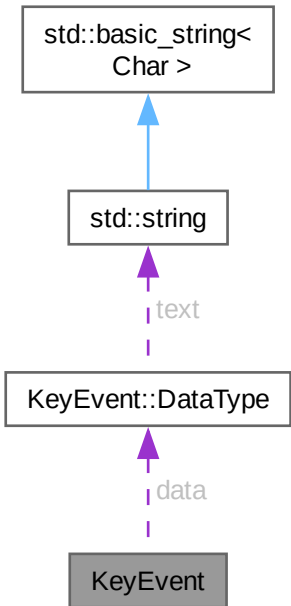 std::basic_string<
Char >
std::string
text
KeyEvent::DataType
data
KeyEvent